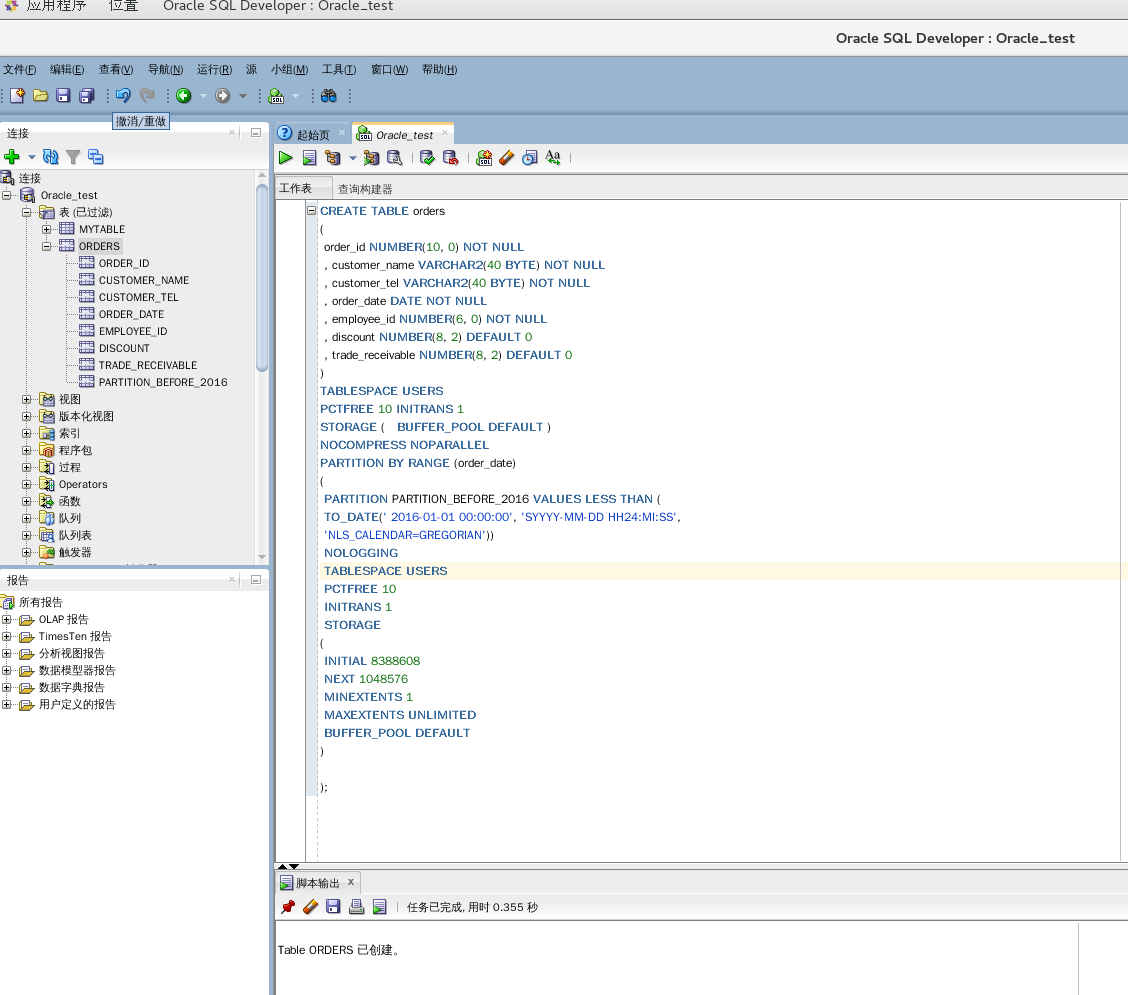 应用程序 位置 Oracle SQL Developer : Oracle_test
Oracle SQL Developer : Oracle_test
文件(F) 编辑(E) 查看(V) 导航(N) 运行(R) 源 小组(M) 工具(T) 窗口(W) 帮助(H)
撤消/重做
连接
连接
Oracle_test
表 (已过滤)
MYTABLE
ORDERS
ORDER_ID
CUSTOMER_NAME
CUSTOMER_TEL
ORDER_DATE
EMPLOYEE_ID
DISCOUNT
TRADE_RECEIVABLE
PARTITION_BEFORE_2016
视图
版本化视图
索引
程序包
过程
Operators
函数
队列
队列表
触发器
报告
所有报告
OLAP 报告
TimesTen 报告
分析视图报告
数据模型器报告
数据字典报告
用户定义的报告
起始页 Oracle_test
工作表 查询构建器
CREATE TABLE orders
(
order_id NUMBER(10, 0) NOT NULL
, customer_name VARCHAR2(40 BYTE) NOT NULL
, customer_tel VARCHAR2(40 BYTE) NOT NULL
, order_date DATE NOT NULL
, employee_id NUMBER(6, 0) NOT NULL
, discount NUMBER(8, 2) DEFAULT 0
, trade_receivable NUMBER(8, 2) DEFAULT 0
)
TABLESPACE USERS
PCTFREE 10 INITRANS 1
STORAGE (   BUFFER_POOL DEFAULT )
NOCOMPRESS NOPARALLEL
PARTITION BY RANGE (order_date)
(
PARTITION PARTITION_BEFORE_2016 VALUES LESS THAN (
TO_DATE(' 2016-01-01 00:00:00', 'SYYYY-MM-DD HH24:MI:SS',
'NLS_CALENDAR=GREGORIAN'))
NOLOGGING
TABLESPACE USERS
PCTFREE 10
INITRANS 1
STORAGE
(
INITIAL 8388608
NEXT 1048576
MINEXTENTS 1
MAXEXTENTS UNLIMITED
BUFFER_POOL DEFAULT
)
);
脚本输出
任务已完成, 用时 0.355 秒
Table ORDERS 已创建。